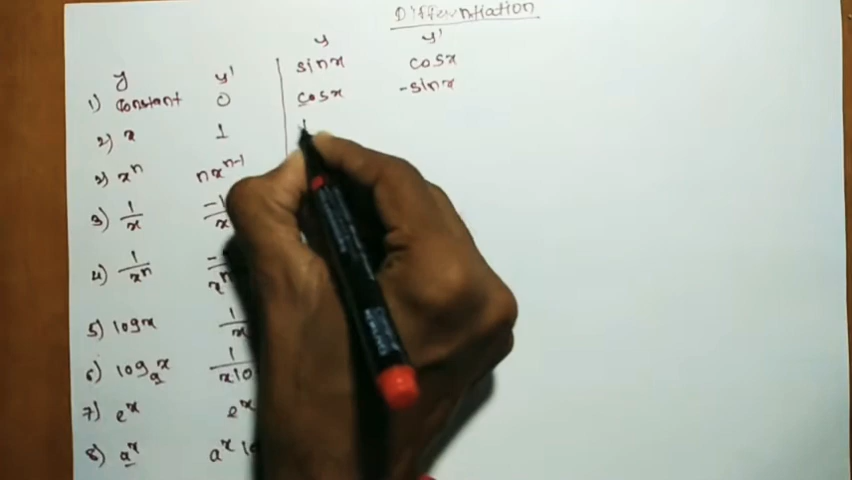 Differentiation
y y'
sinx cosx
cosx -sinx
y y'
1) Constant 0
2) x 1
3) xⁿ nxⁿ⁻¹
3) 1/x
4) 1/xⁿ
5) logx 1/x
6) logₐx
7) eˣ eˣ
8) aˣ